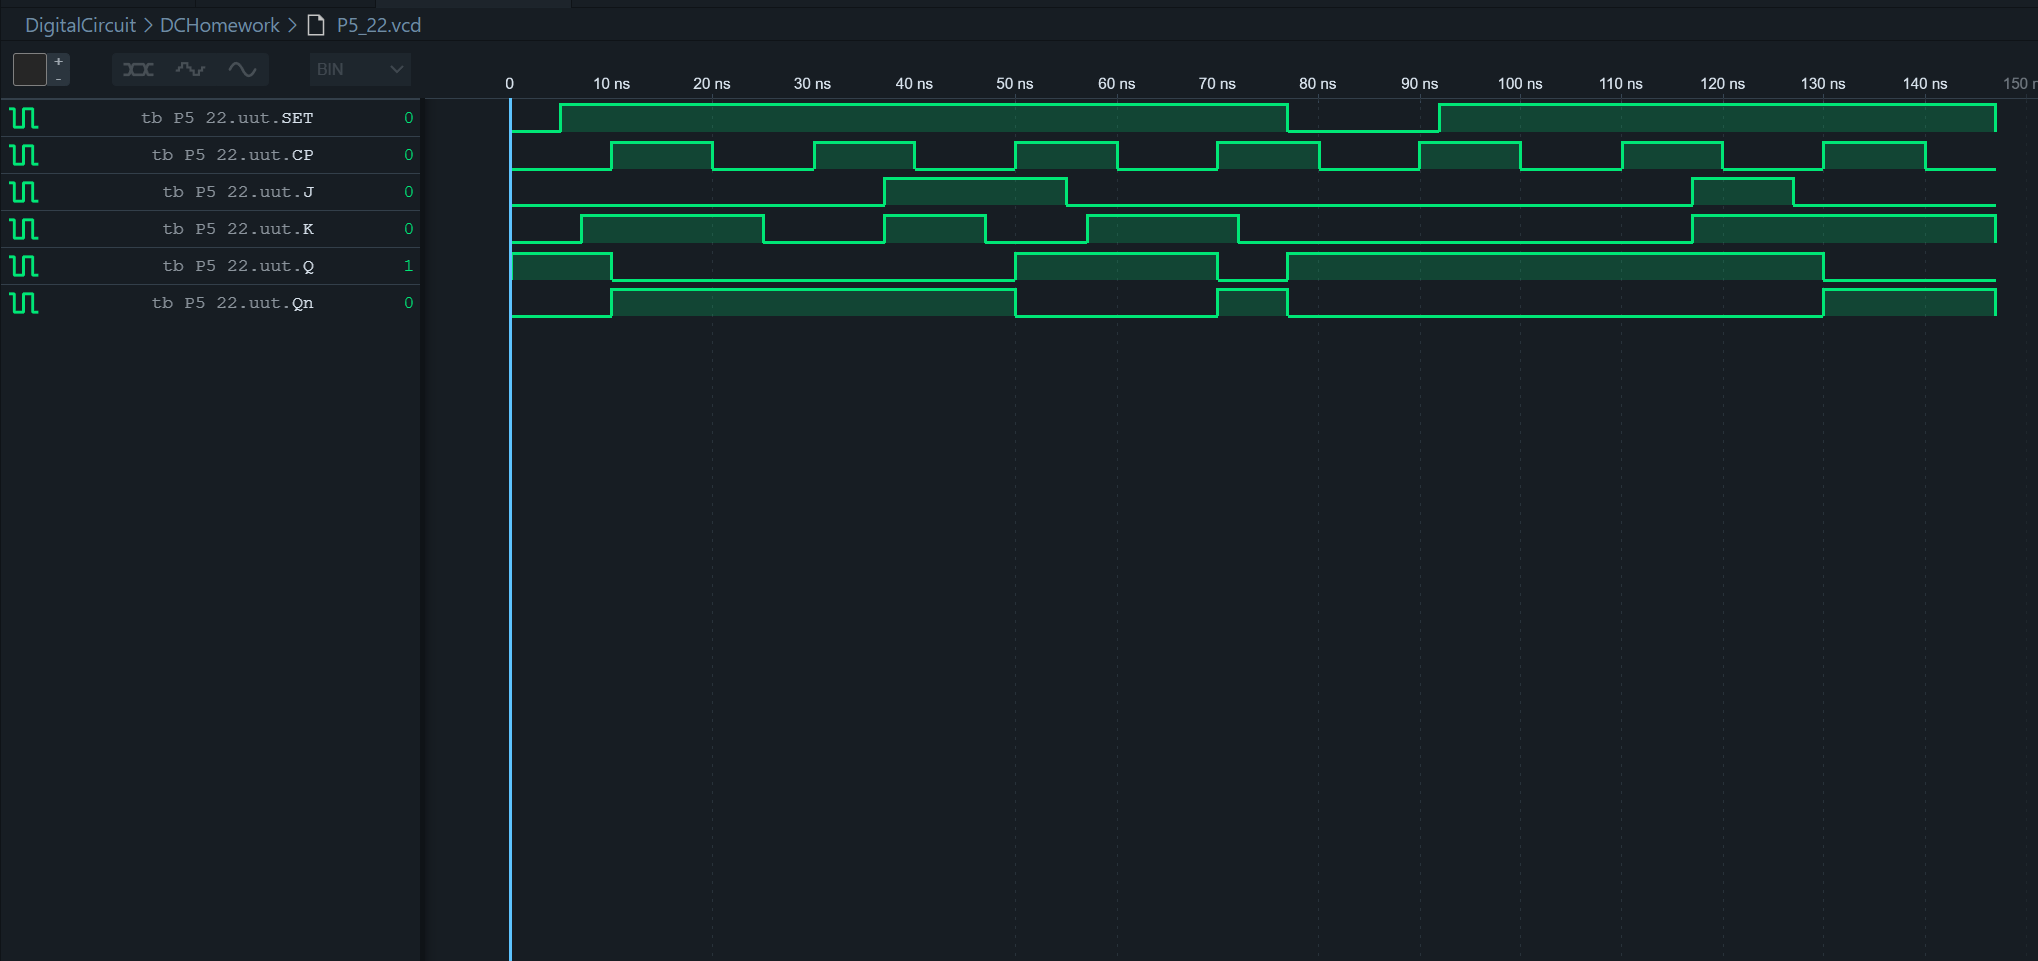 DigitalCircuit > DCHomework > P5_22.vcd
+
-
BIN
0 10 ns 20 ns 30 ns 40 ns 50 ns 60 ns 70 ns 80 ns 90 ns 100 ns 110 ns 120 ns 130 ns 140 ns 150 n
tb P5 22.uut.SET 0
tb P5 22.uut.CP 0
tb P5 22.uut.J 0
tb P5 22.uut.K 0
tb P5 22.uut.Q 1
tb P5 22.uut.Qn 0